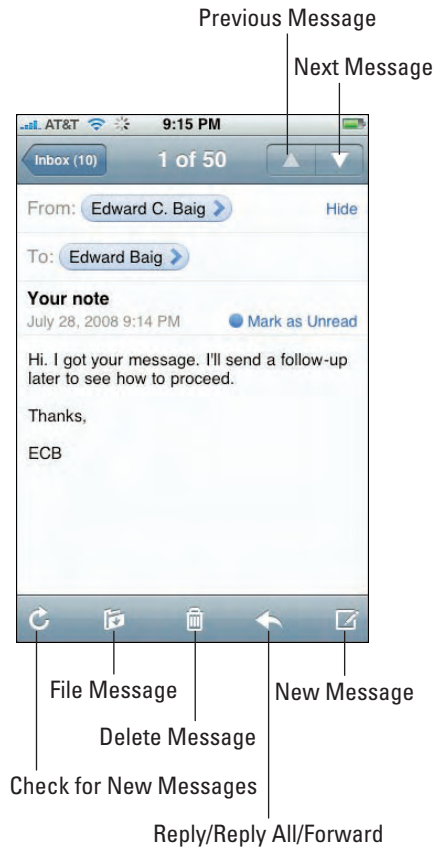 Previous Message
Next Message
AT&T 9:15 PM
Inbox (10) 1 of 50
From: Edward C. Baig Hide
To: Edward Baig
Your note
July 28, 2008 9:14 PM Mark as Unread
Hi. I got your message. I'll send a follow-up
later to see how to proceed.
Thanks,
ECB
File Message
New Message
Delete Message
Check for New Messages
Reply/Reply All/Forward